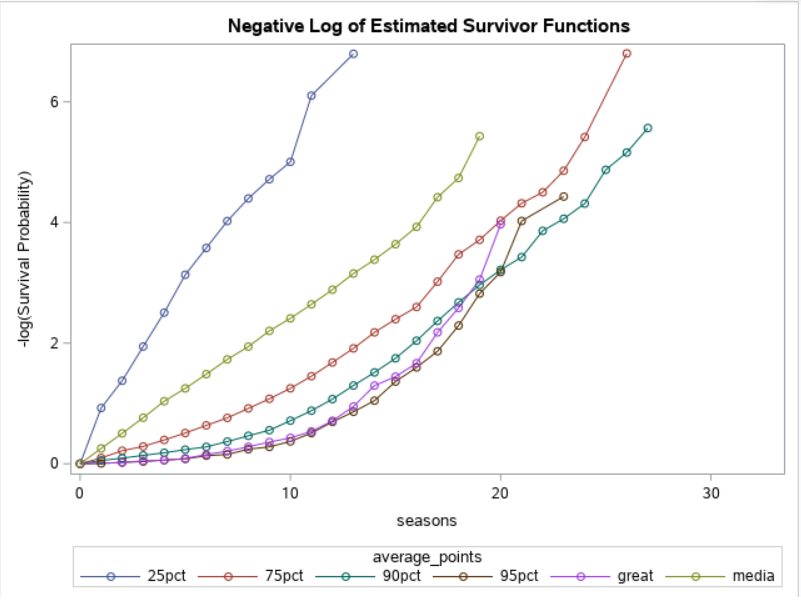 Negative Log of Estimated Survivor Functions
6
4
2
0
-log(Survival Probability)
0 10 20 30
seasons
average_points
25pct 75pct 90pct 95pct great media